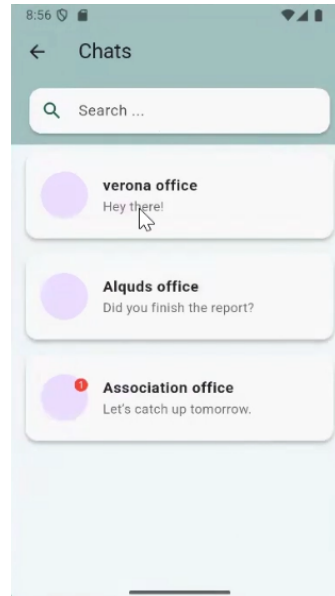 8:56
Chats
Search ...
verona office
Hey there!
Alquds office
Did you finish the report?
1
Association office
Let's catch up tomorrow.